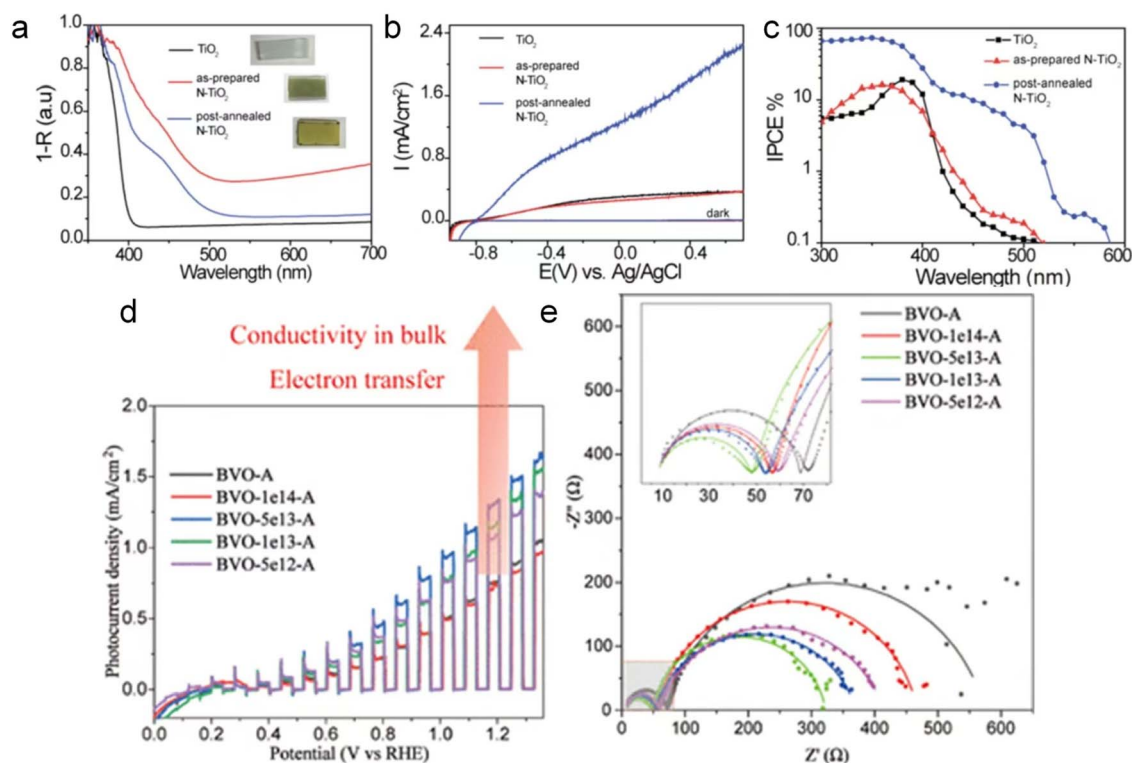 a
1-R (a.u)
1.0
0.8
0.6
0.4
0.2
0.0
400
500
600
700
Wavelength (nm)
TiO₂
as-prepared
N-TiO₂
post-annealed
N-TiO₂
b
I (mA/cm²)
2.4
1.6
0.8
0.0
-0.8
-0.4
0.0
0.4
E(V) vs. Ag/AgCl
TiO₂
as-prepared
N-TiO₂
post-annealed
N-TiO₂
dark
c
IPCE %
100
10
1
0.1
300
400
500
600
Wavelength (nm)
TiO₂
as-prepared N-TiO₂
post-annealed
N-TiO₂
d
Conductivity in bulk
Electron transfer
Photocurrent density (mA/cm²)
2.0
1.5
1.0
0.5
0.0
0.0
0.2
0.4
0.6
0.8
1.0
1.2
Potential (V vs RHE)
BVO-A
BVO-1e14-A
BVO-5e13-A
BVO-1e13-A
BVO-5e12-A
e
-Z″ (Ω)
600
500
400
300
200
100
0
0
100
200
300
400
500
600
Z' (Ω)
10
30
50
70
BVO-A
BVO-1e14-A
BVO-5e13-A
BVO-1e13-A
BVO-5e12-A